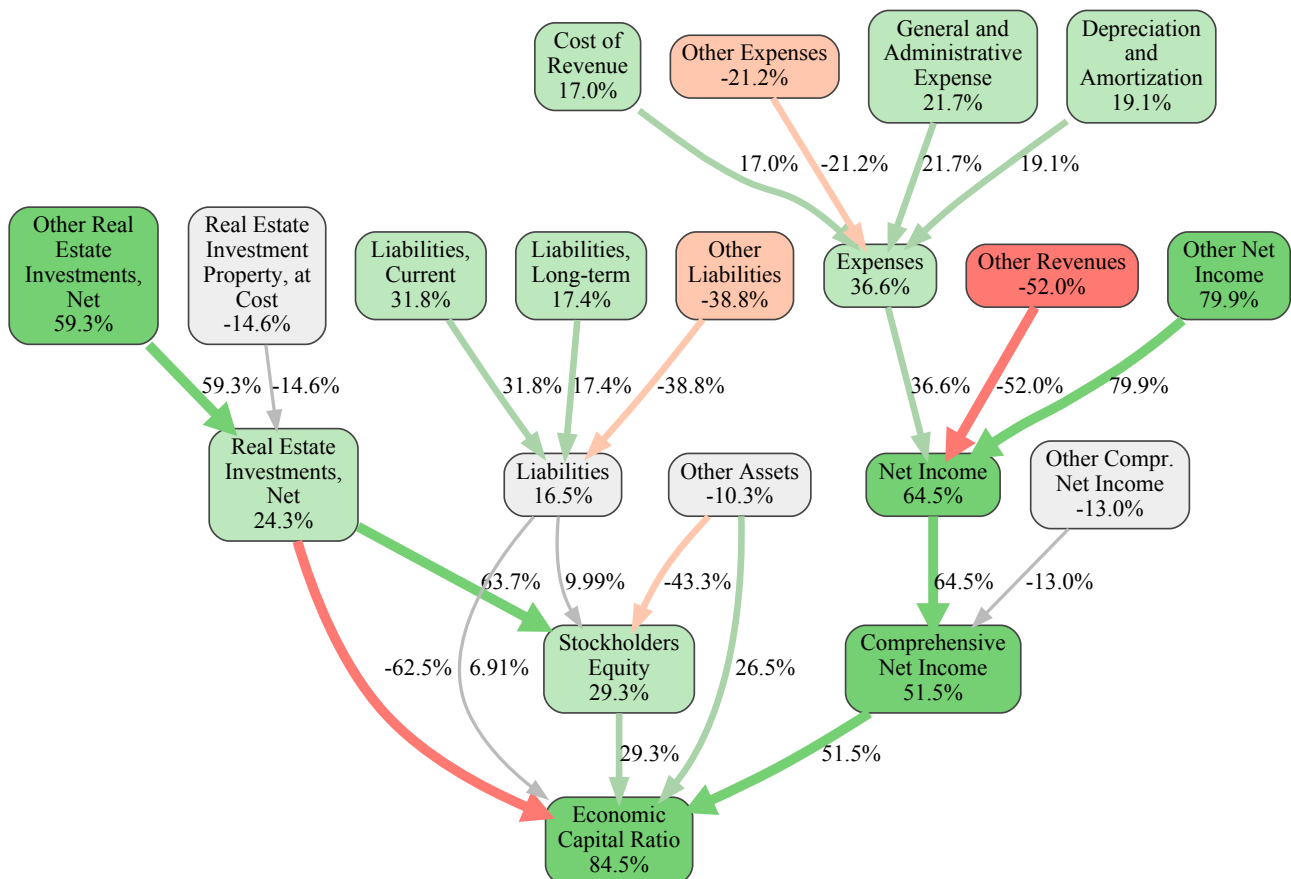 Cost of
Revenue
17.0%
Other Expenses
-21.2%
General and
Administrative
Expense
21.7%
Depreciation
and
Amortization
19.1%
17.0%
-21.2%
21.7%
19.1%
Other Real
Estate
Investments,
Net
59.3%
Real Estate
Investment
Property, at
Cost
-14.6%
Liabilities,
Current
31.8%
Liabilities,
Long-term
17.4%
Other
Liabilities
-38.8%
Expenses
36.6%
Other Revenues
-52.0%
Other Net
Income
79.9%
59.3%
-14.6%
31.8%
17.4%
-38.8%
36.6%
-52.0%
79.9%
Real Estate
Investments,
Net
24.3%
Liabilities
16.5%
Other Assets
-10.3%
Net Income
64.5%
Other Compr.
Net Income
-13.0%
63.7%
9.99%
-43.3%
64.5%
-13.0%
-62.5%
6.91%
Stockholders
Equity
29.3%
26.5%
Comprehensive
Net Income
51.5%
29.3%
51.5%
Economic
Capital Ratio
84.5%